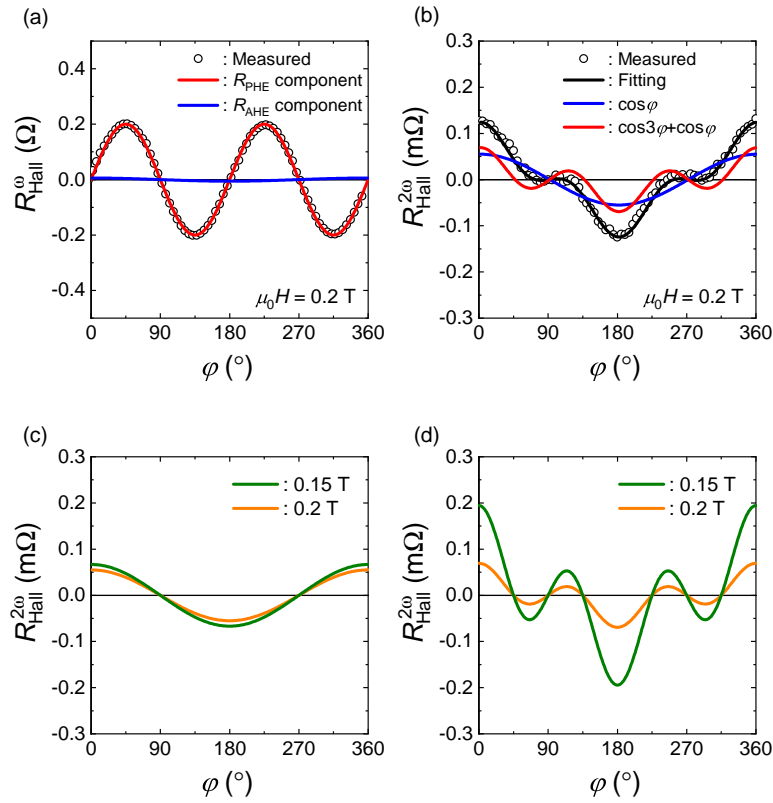 (a)
○ : Measured
: R_PHE component
: R_AHE component
R^ω_Hall (Ω)
0.4
0.2
0.0
-0.2
-0.4
μ₀H = 0.2 T
0 90 180 270 360
φ (°)
(b)
○ : Measured
: Fitting
: cosφ
: cos3φ+cosφ
R^2ω_Hall (mΩ)
0.3
0.2
0.1
0.0
-0.1
-0.2
-0.3
μ₀H = 0.2 T
0 90 180 270 360
φ (°)
(c)
: 0.15 T
: 0.2 T
R^2ω_Hall (mΩ)
0.3
0.2
0.1
0.0
-0.1
-0.2
-0.3
0 90 180 270 360
φ (°)
(d)
: 0.15 T
: 0.2 T
R^2ω_Hall (mΩ)
0.3
0.2
0.1
0.0
-0.1
-0.2
-0.3
0 90 180 270 360
φ (°)